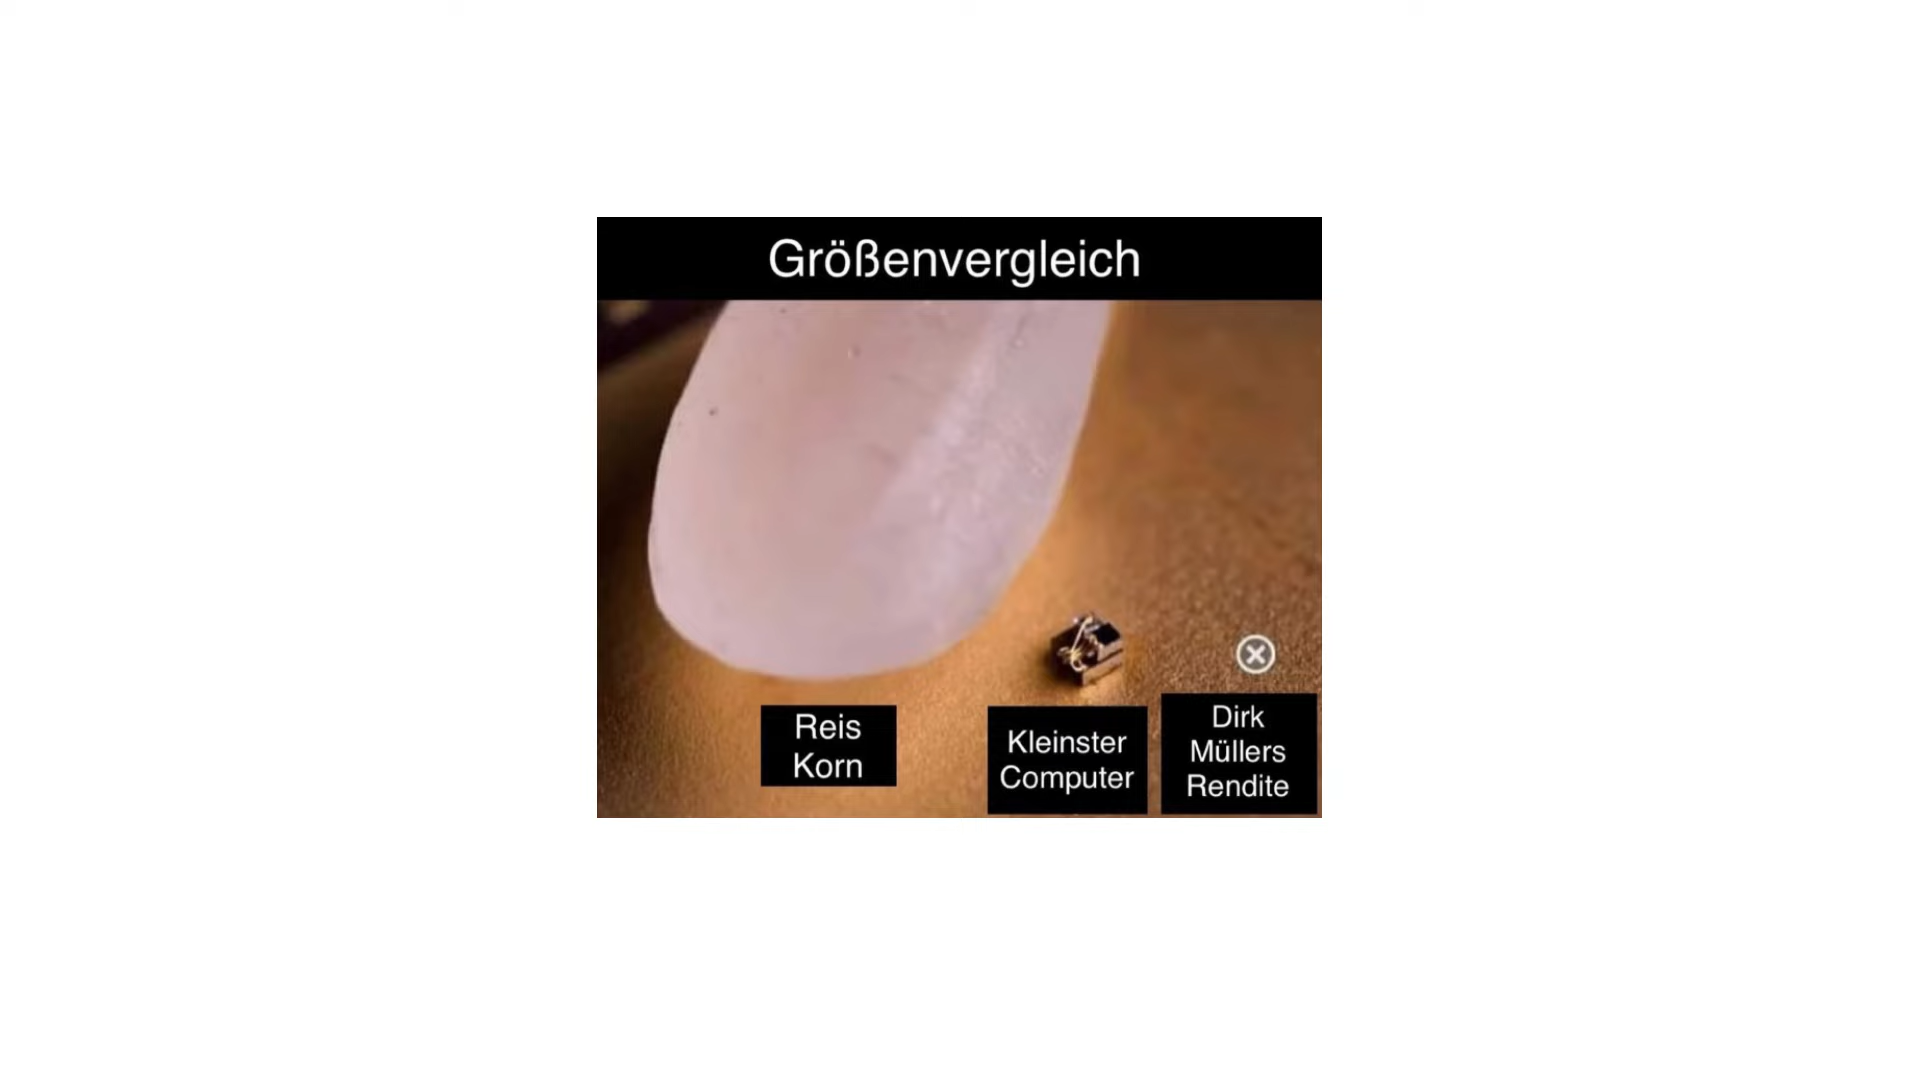 Größenvergleich
Reis
Korn
Kleinster
Computer
Dirk
Müllers
Rendite